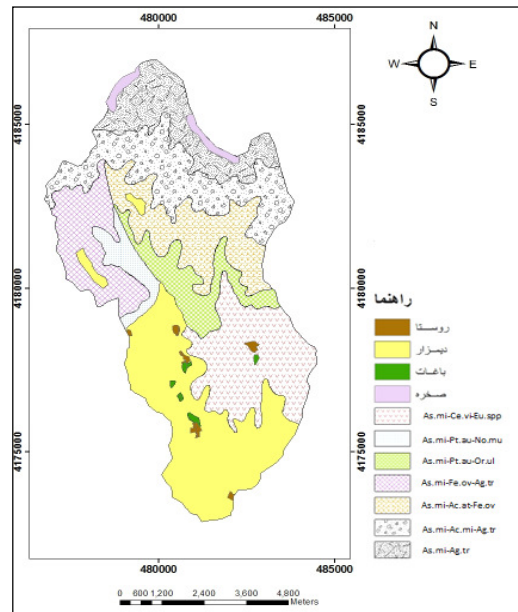 480000 485000
N
W E
S
4185000 4185000
4180000 4180000
راهنما
روستا
دیمزار
باغات
صخره
As.mi-Ce.vi-Eu.spp
As.mi-Pt.au-No.mu
As.mi-Pt.au-Or.ul
As.mi-Fe.ov-Ag.tr
As.mi-Ac.at-Fe.ov
As.mi-Ac.mi-Ag.tr
As.mi-Ag.tr
4175000 4175000
480000 485000
0 600 1,200 2,400 3,600 4,800
Meters